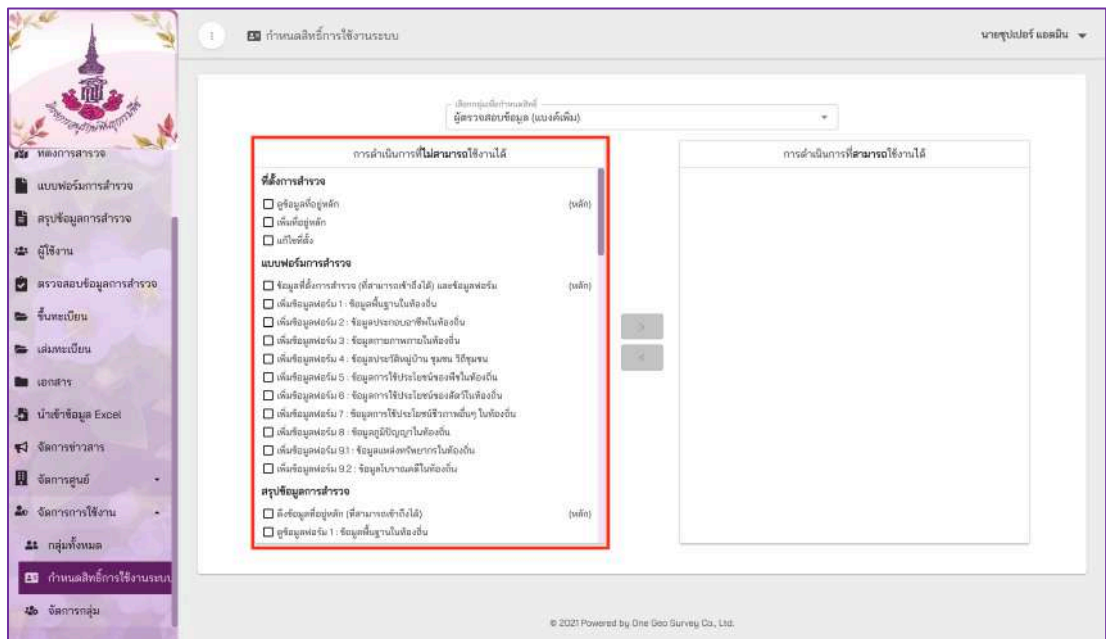 กำหนดสิทธิ์การใช้งานระบบ
นายซุปเปอร์ แอดมิน
ที่ตั้งการสำรวจ
แบบฟอร์มการสำรวจ
สรุปข้อมูลการสำรวจ
ผู้ใช้งาน
ตรวจสอบข้อมูลการสำรวจ
ขึ้นทะเบียน
เล่มทะเบียน
เอกสาร
นำเข้าข้อมูล Excel
จัดการข่าวสาร
จัดการศูนย์
จัดการการใช้งาน
กลุ่มทั้งหมด
กำหนดสิทธิ์การใช้งานระบบ
จัดการกลุ่ม
เลือกกลุ่มเพื่อกำหนดสิทธิ์
ผู้ตรวจสอบข้อมูล (แบงค์เพิ่ม)
การดำเนินการที่ไม่สามารถใช้งานได้
ที่ตั้งการสำรวจ
ดูข้อมูลที่อยู่หลัก (หลัก)
เพิ่มที่อยู่หลัก
แก้ไขที่ตั้ง
แบบฟอร์มการสำรวจ
ข้อมูลที่ตั้งการสำรวจ (ที่สามารถเข้าถึงได้) และข้อมูลฟอร์ม (หลัก)
เพิ่มข้อมูลฟอร์ม 1 : ข้อมูลพื้นฐานในท้องถิ่น
เพิ่มข้อมูลฟอร์ม 2 : ข้อมูลประกอบอาชีพในท้องถิ่น
เพิ่มข้อมูลฟอร์ม 3 : ข้อมูลกายภาพภายในท้องถิ่น
เพิ่มข้อมูลฟอร์ม 4 : ข้อมูลประวัติหมู่บ้าน ชุมชน วิถีชุมชน
เพิ่มข้อมูลฟอร์ม 5 : ข้อมูลการใช้ประโยชน์ของพืชในท้องถิ่น
เพิ่มข้อมูลฟอร์ม 6 : ข้อมูลการใช้ประโยชน์ของสัตว์ในท้องถิ่น
เพิ่มข้อมูลฟอร์ม 7 : ข้อมูลการใช้ประโยชน์ชีวภาพอื่นๆ ในท้องถิ่น
เพิ่มข้อมูลฟอร์ม 8 : ข้อมูลภูมิปัญญาในท้องถิ่น
เพิ่มข้อมูลฟอร์ม 9.1 : ข้อมูลแหล่งทรัพยากรในท้องถิ่น
เพิ่มข้อมูลฟอร์ม 9.2 : ข้อมูลโบราณคดีในท้องถิ่น
สรุปข้อมูลการสำรวจ
ดึงข้อมูลที่อยู่หลัก (ที่สามารถเข้าถึงได้) (หลัก)
ดูข้อมูลฟอร์ม 1 : ข้อมูลพื้นฐานในท้องถิ่น
>
<
การดำเนินการที่สามารถใช้งานได้
© 2021 Powered by One Geo Survey Co., Ltd.